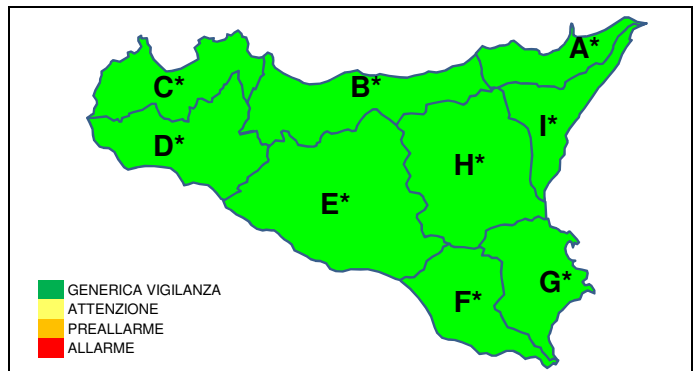 A*
C*
B*
I*
D*
H*
E*
G*
F*
GENERICA VIGILANZA
ATTENZIONE
PREALLARME
ALLARME